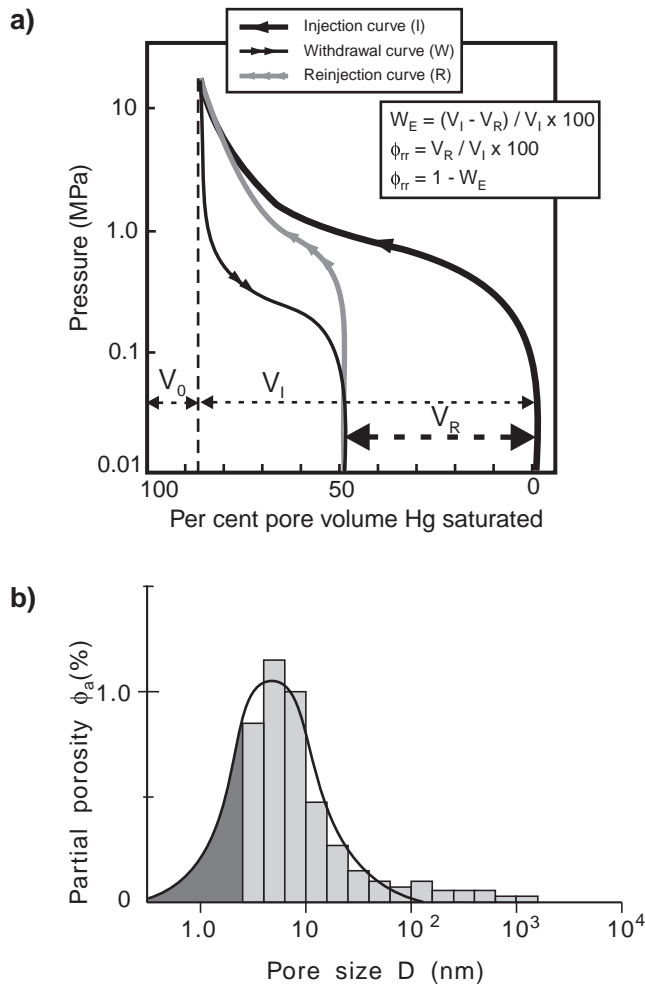 a)
Injection curve (I)
Withdrawal curve (W)
Reinjection curve (R)
W_E = (V_I - V_R) / V_I x 100
ϕ_rr = V_R / V_I x 100
ϕ_rr = 1 - W_E
Pressure (MPa)
10
1.0
0.1
0.01
V_0
V_I
V_R
100
50
0
Per cent pore volume Hg saturated
b)
Partial porosity ϕ_a(%)
1.0
0
1.0
10
10^2
10^3
10^4
Pore size D (nm)